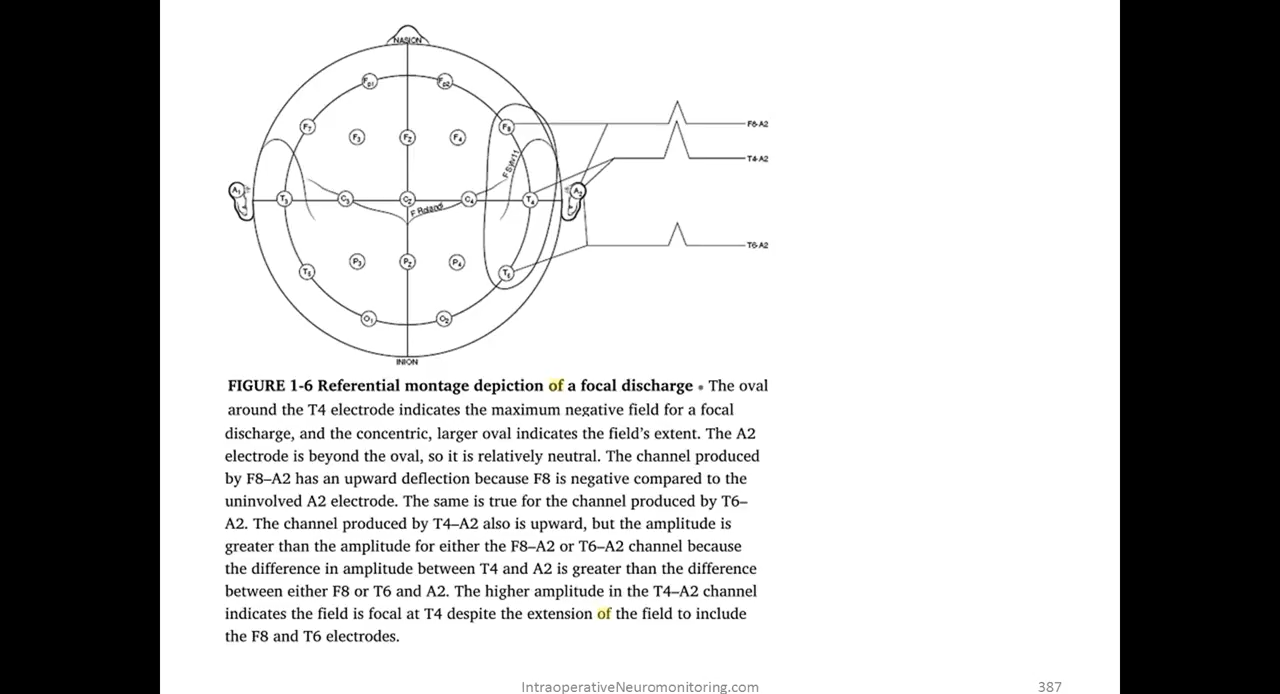 NASION
Fp1 Fp2
F7 F3 Fz F4 F8
F8-A2
T4-A2
F. Sylvii
A1 T3 C3 Cz C4 T4 A2
F. Roland
T6-A2
T5 P3 Pz P4 T6
O1 O2
INION
FIGURE 1-6 Referential montage depiction of a focal discharge • The oval
around the T4 electrode indicates the maximum negative field for a focal
discharge, and the concentric, larger oval indicates the field’s extent. The A2
electrode is beyond the oval, so it is relatively neutral. The channel produced
by F8–A2 has an upward deflection because F8 is negative compared to the
uninvolved A2 electrode. The same is true for the channel produced by T6–
A2. The channel produced by T4–A2 also is upward, but the amplitude is
greater than the amplitude for either the F8–A2 or T6–A2 channel because
the difference in amplitude between T4 and A2 is greater than the difference
between either F8 or T6 and A2. The higher amplitude in the T4–A2 channel
indicates the field is focal at T4 despite the extension of the field to include
the F8 and T6 electrodes.
IntraoperativeNeuromonitoring.com
387